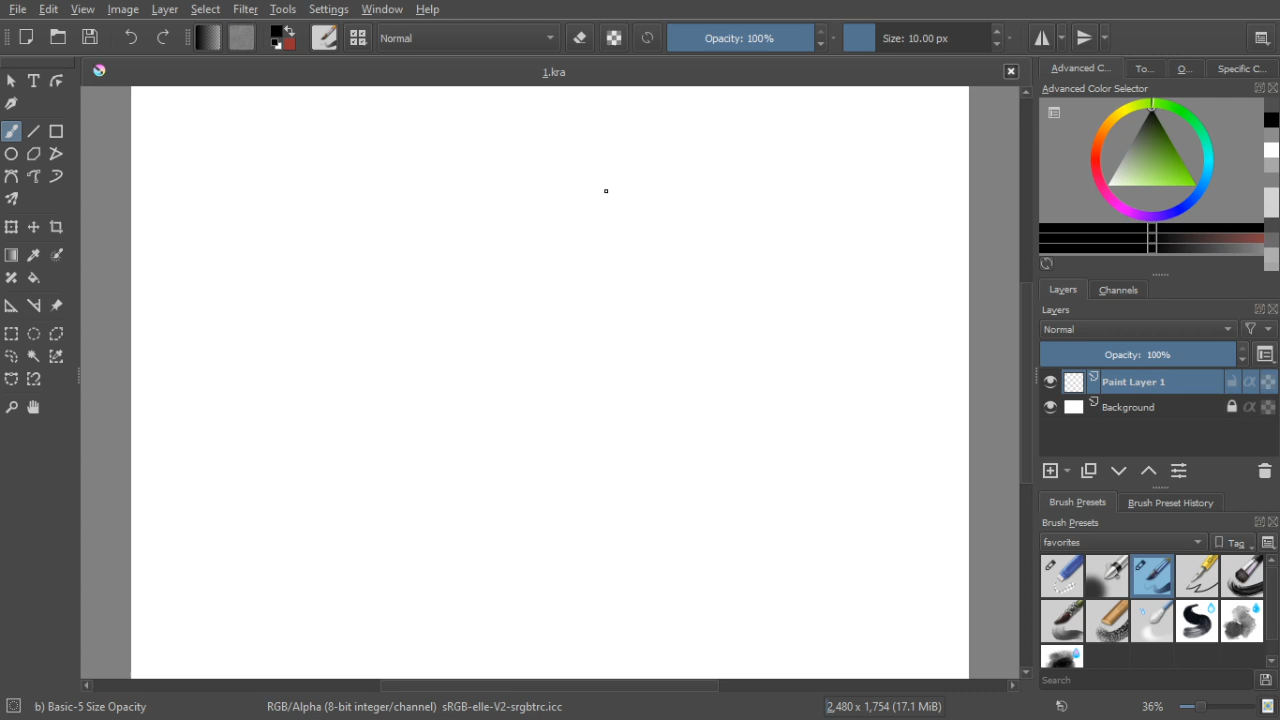 File Edit View Image Layer Select Filter Tools Settings Window Help
Normal Opacity: 100% Size: 10.00 px
1.kra
Advanced C... To... O... Specific C...
Advanced Color Selector
Layers Channels
Layers
Normal
Opacity: 100%
Paint Layer 1
Background
Brush Presets Brush Preset History
Brush Presets
favorites Tag
Search
b) Basic-5 Size Opacity RGB/Alpha (8-bit integer/channel) sRGB-elle-V2-srgbtrc.icc 2,480 x 1,754 (17.1 MiB) 36%